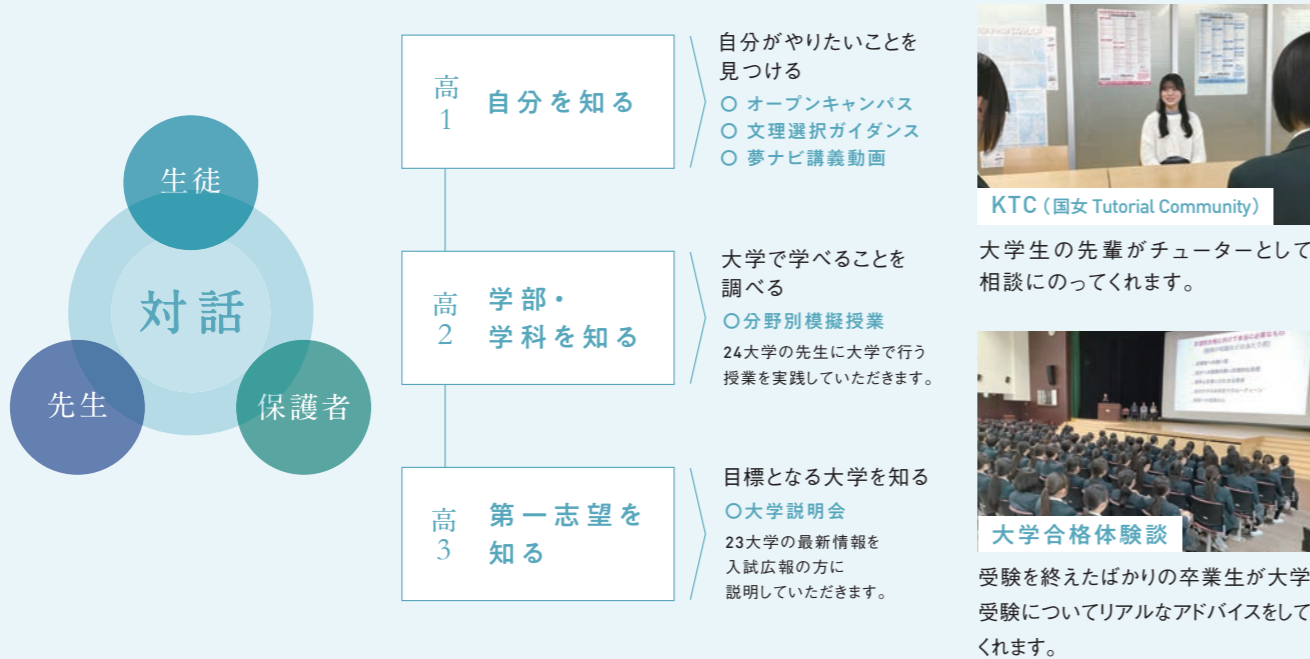 生徒
対話
先生
保護者
高1
自分を知る
自分がやりたいことを
見つける
○ オープンキャンパス
○ 文理選択ガイダンス
○ 夢ナビ講義動画
高2
学部・
学科を知る
大学で学べることを
調べる
○分野別模擬授業
24大学の先生に大学で行う
授業を実践していただきます。
高3
第一志望を
知る
目標となる大学を知る
○大学説明会
23大学の最新情報を
入試広報の方に
説明していただきます。
KTC（国女 Tutorial Community）
大学生の先輩がチューターとして
相談にのってくれます。
大学合格体験談
受験を終えたばかりの卒業生が大学
受験についてリアルなアドバイスをして
くれます。